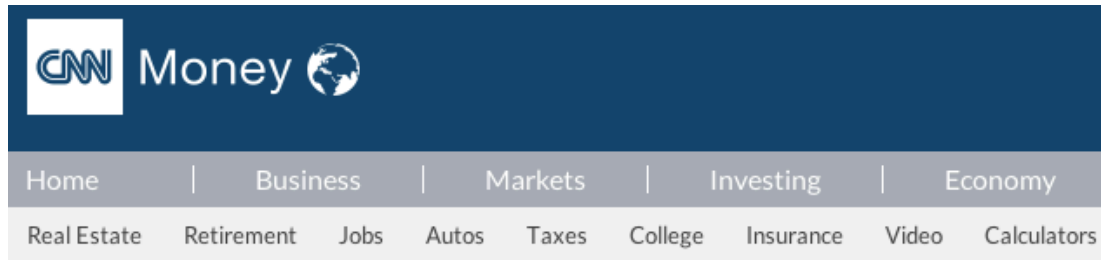 CNN Money
Home | Business | Markets | Investing | Economy
Real Estate Retirement Jobs Autos Taxes College Insurance Video Calculators